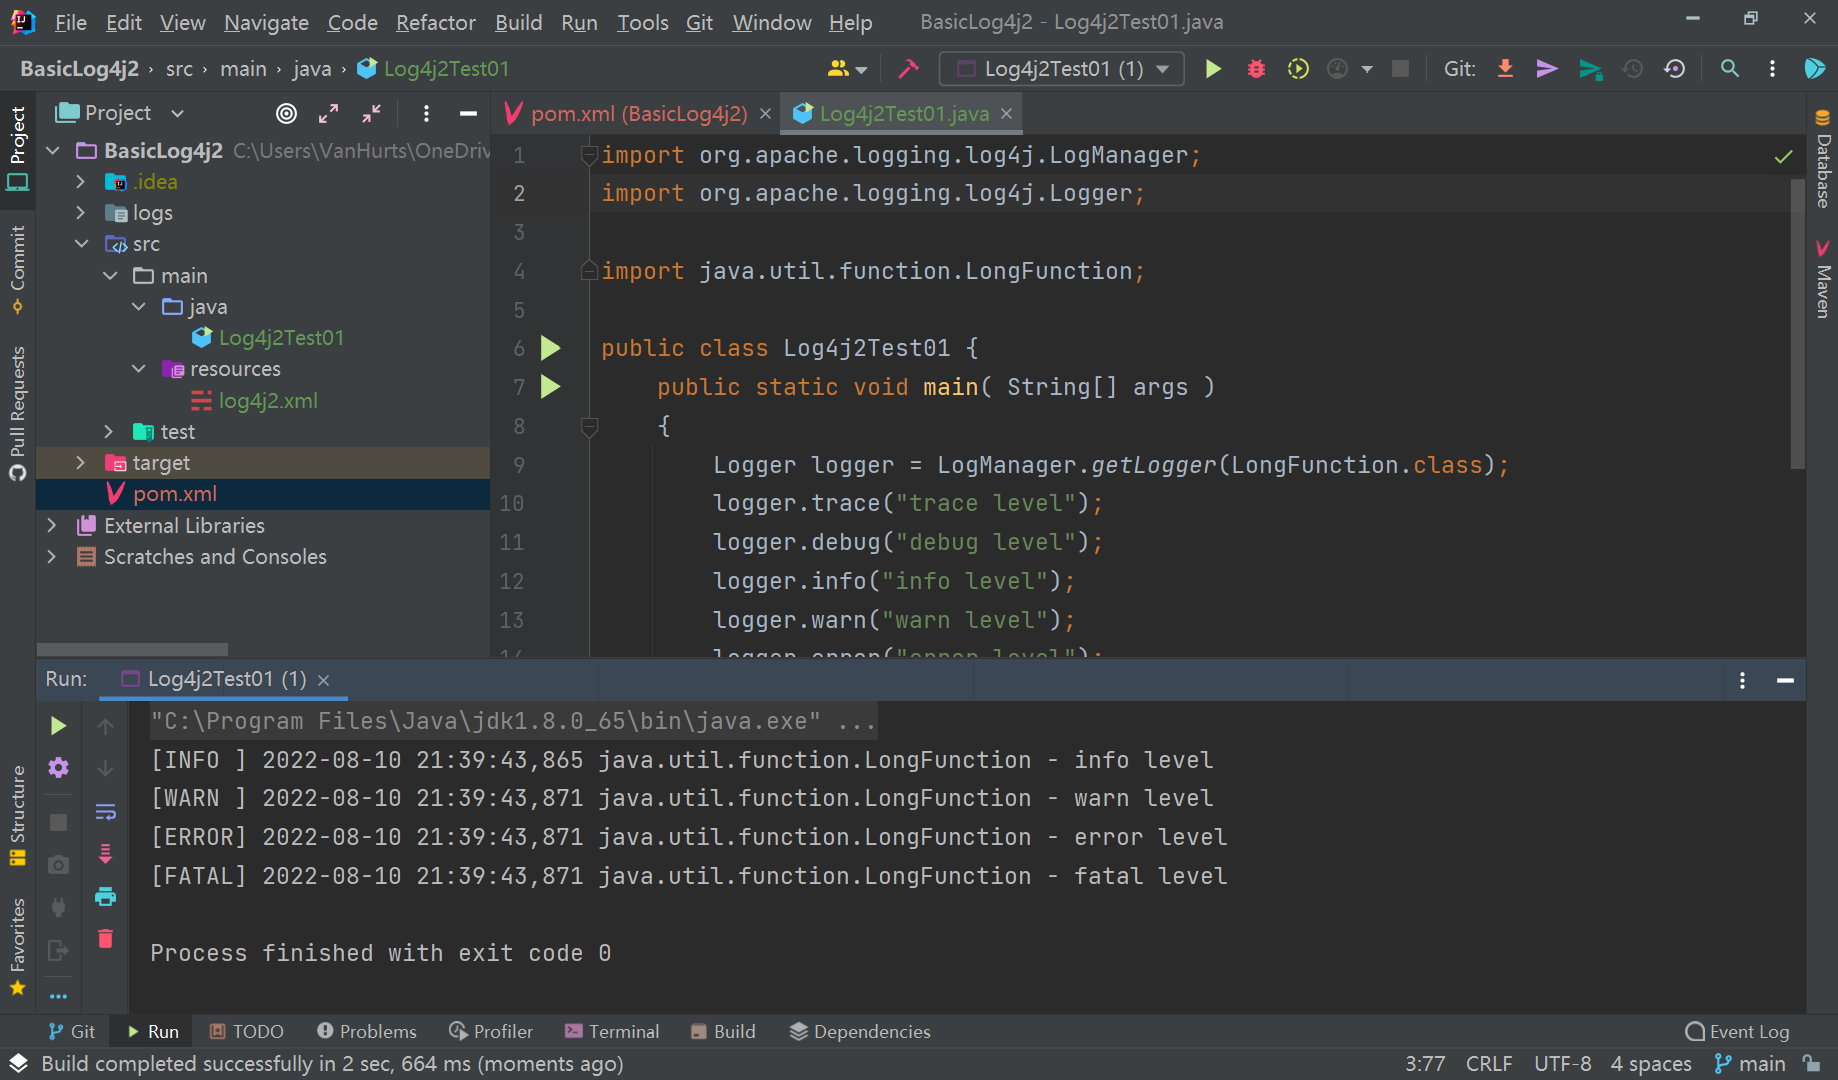 File Edit View Navigate Code Refactor Build Run Tools Git Window Help BasicLog4j2 - Log4j2Test01.java
BasicLog4j2 › src › main › java › Log4j2Test01 Log4j2Test01 (1) Git:
Project
Commit
Pull Requests
Structure
Favorites
Project
BasicLog4j2 C:\Users\VanHurts\OneDriv
.idea
logs
src
main
java
Log4j2Test01
resources
log4j2.xml
test
target
pom.xml
External Libraries
Scratches and Consoles
pom.xml (BasicLog4j2) Log4j2Test01.java
1 import org.apache.logging.log4j.LogManager;
2 import org.apache.logging.log4j.Logger;
3
4 import java.util.function.LongFunction;
5
6 public class Log4j2Test01 {
7 public static void main( String[] args )
8 {
9 Logger logger = LogManager.getLogger(LongFunction.class);
10 logger.trace("trace level");
11 logger.debug("debug level");
12 logger.info("info level");
13 logger.warn("warn level");
14 logger.error("error level");
Database
Maven
Run: Log4j2Test01 (1)
"C:\Program Files\Java\jdk1.8.0_65\bin\java.exe" ...
[INFO ] 2022-08-10 21:39:43,865 java.util.function.LongFunction - info level
[WARN ] 2022-08-10 21:39:43,871 java.util.function.LongFunction - warn level
[ERROR] 2022-08-10 21:39:43,871 java.util.function.LongFunction - error level
[FATAL] 2022-08-10 21:39:43,871 java.util.function.LongFunction - fatal level
Process finished with exit code 0
Git Run TODO Problems Profiler Terminal Build Dependencies Event Log
Build completed successfully in 2 sec, 664 ms (moments ago) 3:77 CRLF UTF-8 4 spaces main